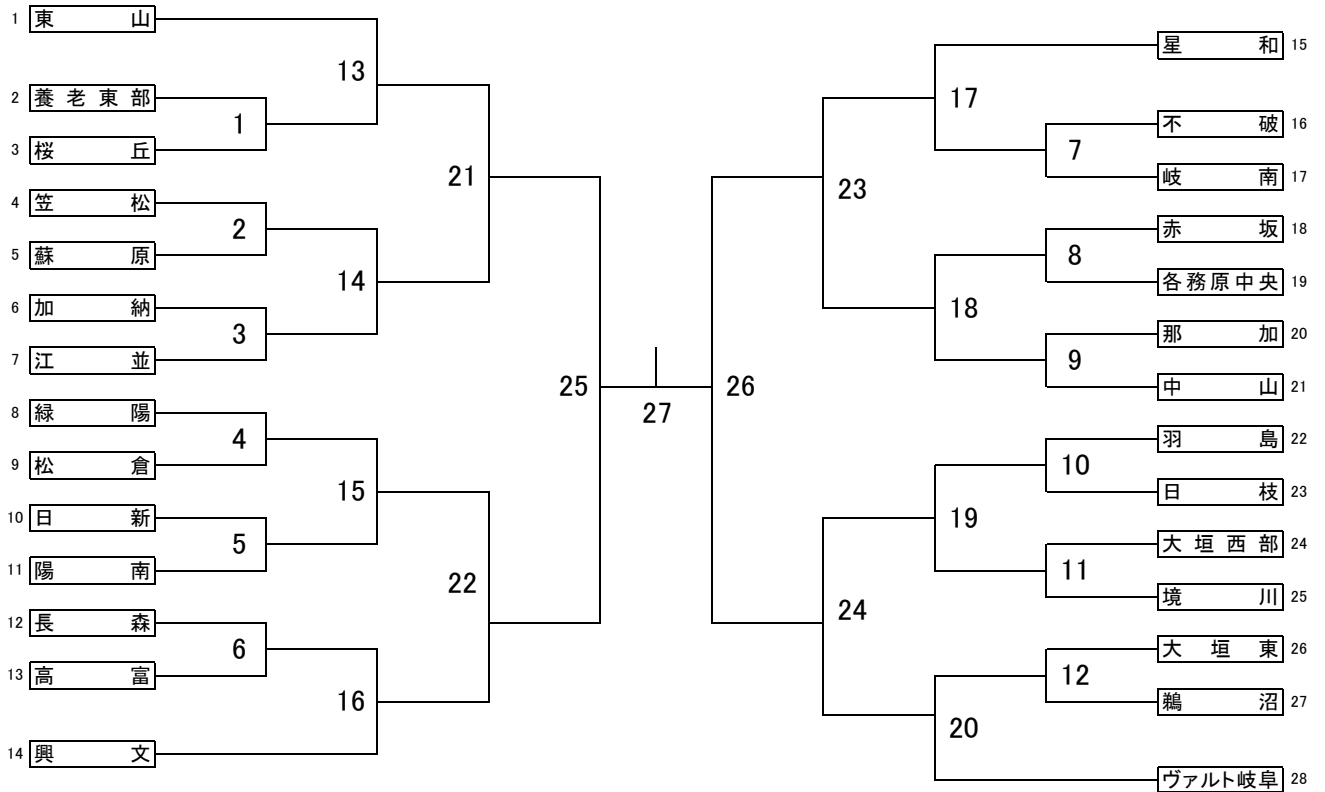 1 東山
2 養老東部
3 桜丘
4 笠松
5 蘇原
6 加納
7 江並
8 緑陽
9 松倉
10 日新
11 陽南
12 長森
13 高富
14 興文
1
2
3
4
5
6
13
14
15
16
21
22
25
27
26
23
24
17
18
19
20
7
8
9
10
11
12
星和 15
不破 16
岐南 17
赤坂 18
各務原中央 19
那加 20
中山 21
羽島 22
日枝 23
大垣西部 24
境川 25
大垣東 26
鵜沼 27
ヴァルト岐阜 28